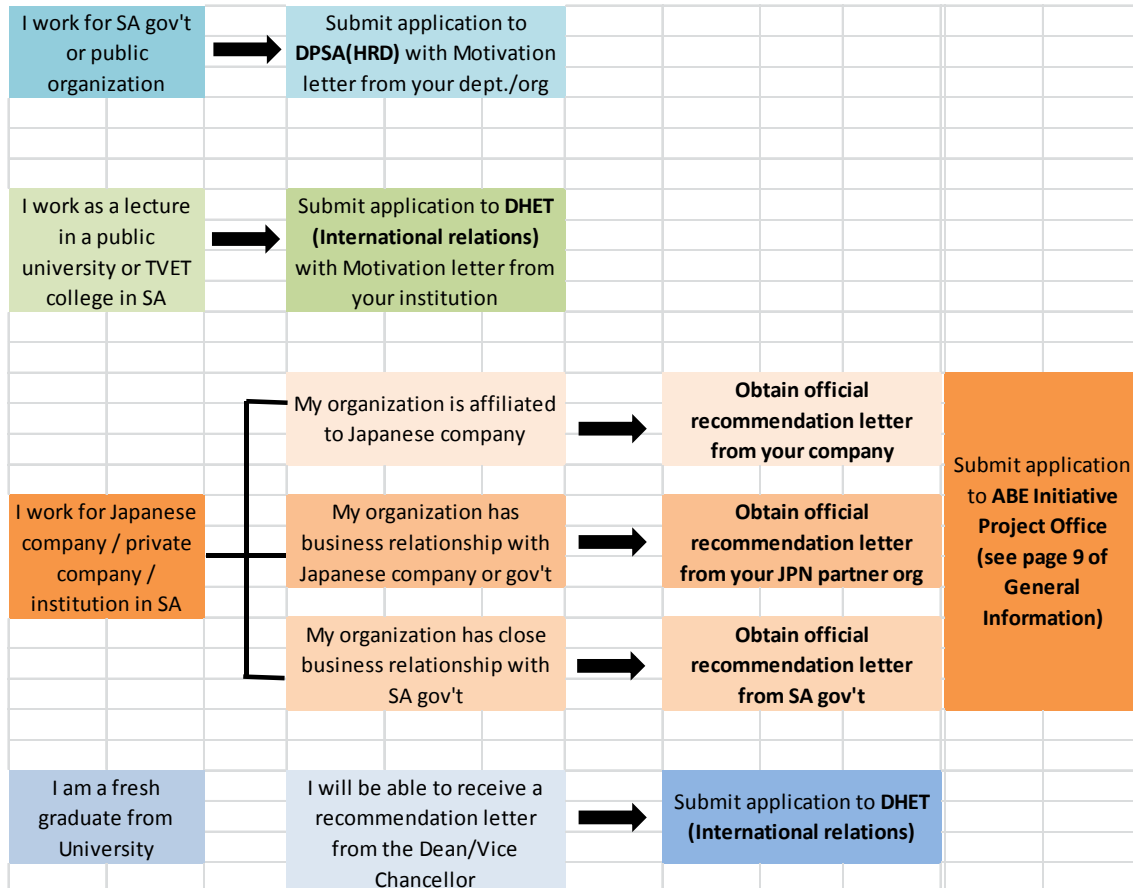 I work for SA gov't
or public
organization
Submit application to
DPSA(HRD) with Motivation
letter from your dept./org
I work as a lecture
in a public
university or TVET
college in SA
Submit application to DHET
(International relations)
with Motivation letter from
your institution
I work for Japanese
company / private
company /
institution in SA
My organization is affiliated
to Japanese company
Obtain official
recommendation letter
from your company
My organization has
business relationship with
Japanese company or gov't
Obtain official
recommendation letter
from your JPN partner org
My organization has close
business relationship with
SA gov't
Obtain official
recommendation letter
from SA gov't
Submit application
to ABE Initiative
Project Office
(see page 9 of
General
Information)
I am a fresh
graduate from
University
I will be able to receive a
recommendation letter
from the Dean/Vice
Chancellor
Submit application to DHET
(International relations)